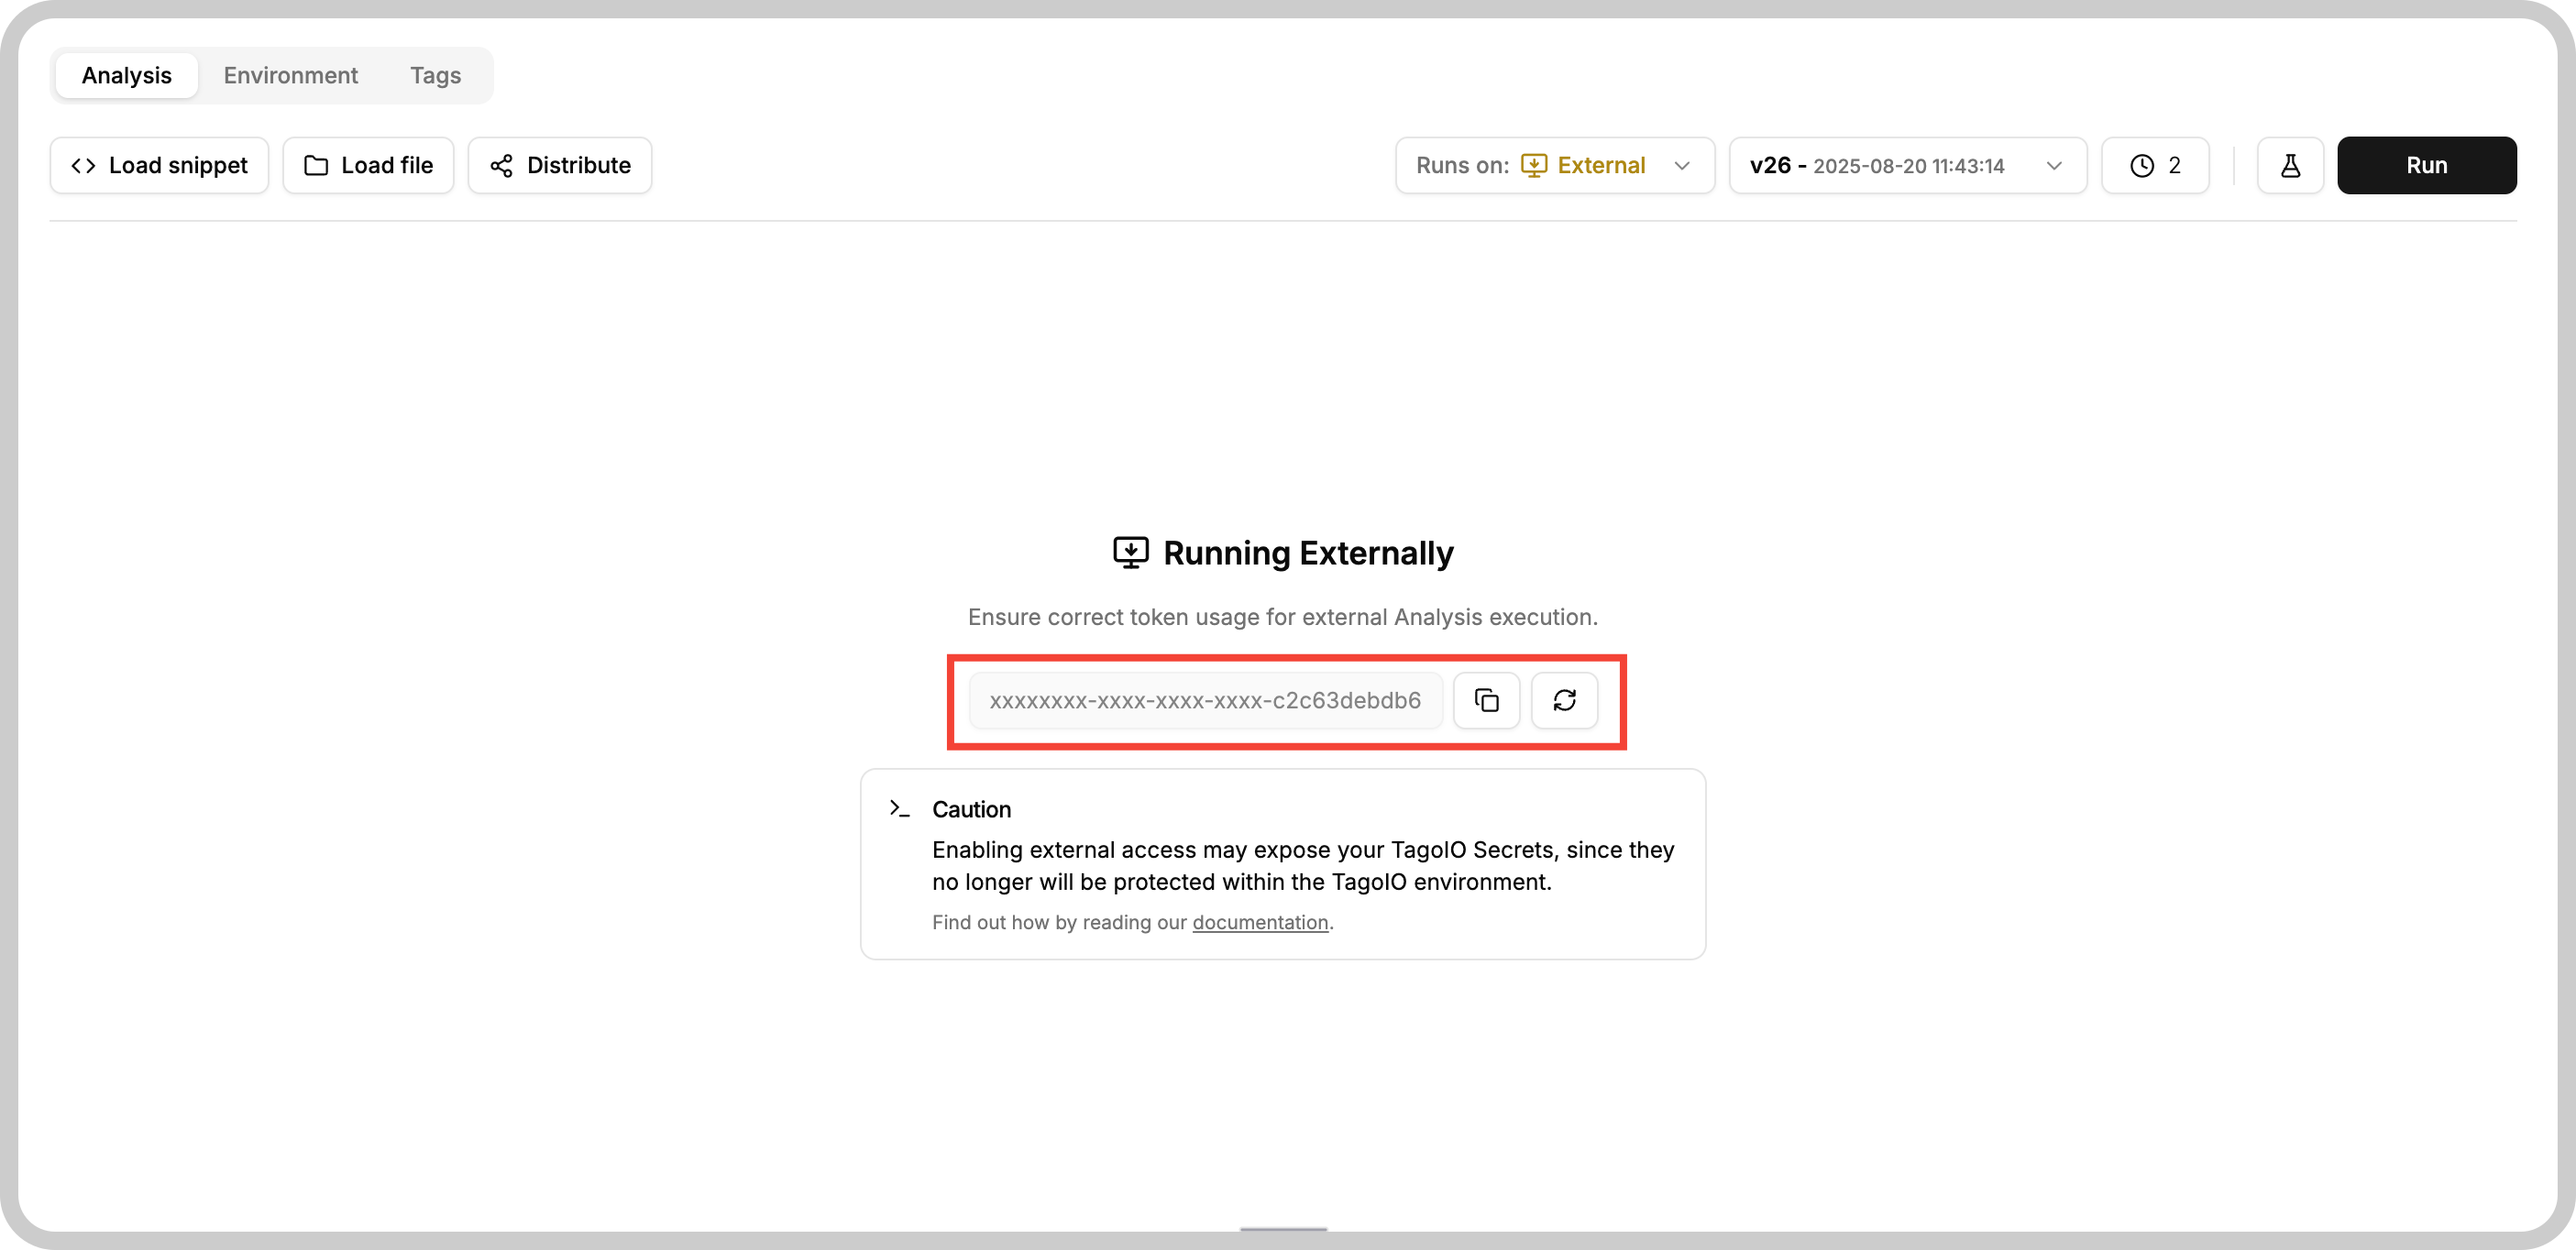 Analysis Environment Tags
Load snippet Load file Distribute Runs on: External v26 - 2025-08-20 11:43:14 2 Run
Running Externally
Ensure correct token usage for external Analysis execution.
xxxxxxxx-xxxx-xxxx-xxxx-c2c63debdb6
Caution
Enabling external access may expose your TagoIO Secrets, since they
no longer will be protected within the TagoIO environment.
Find out how by reading our documentation.